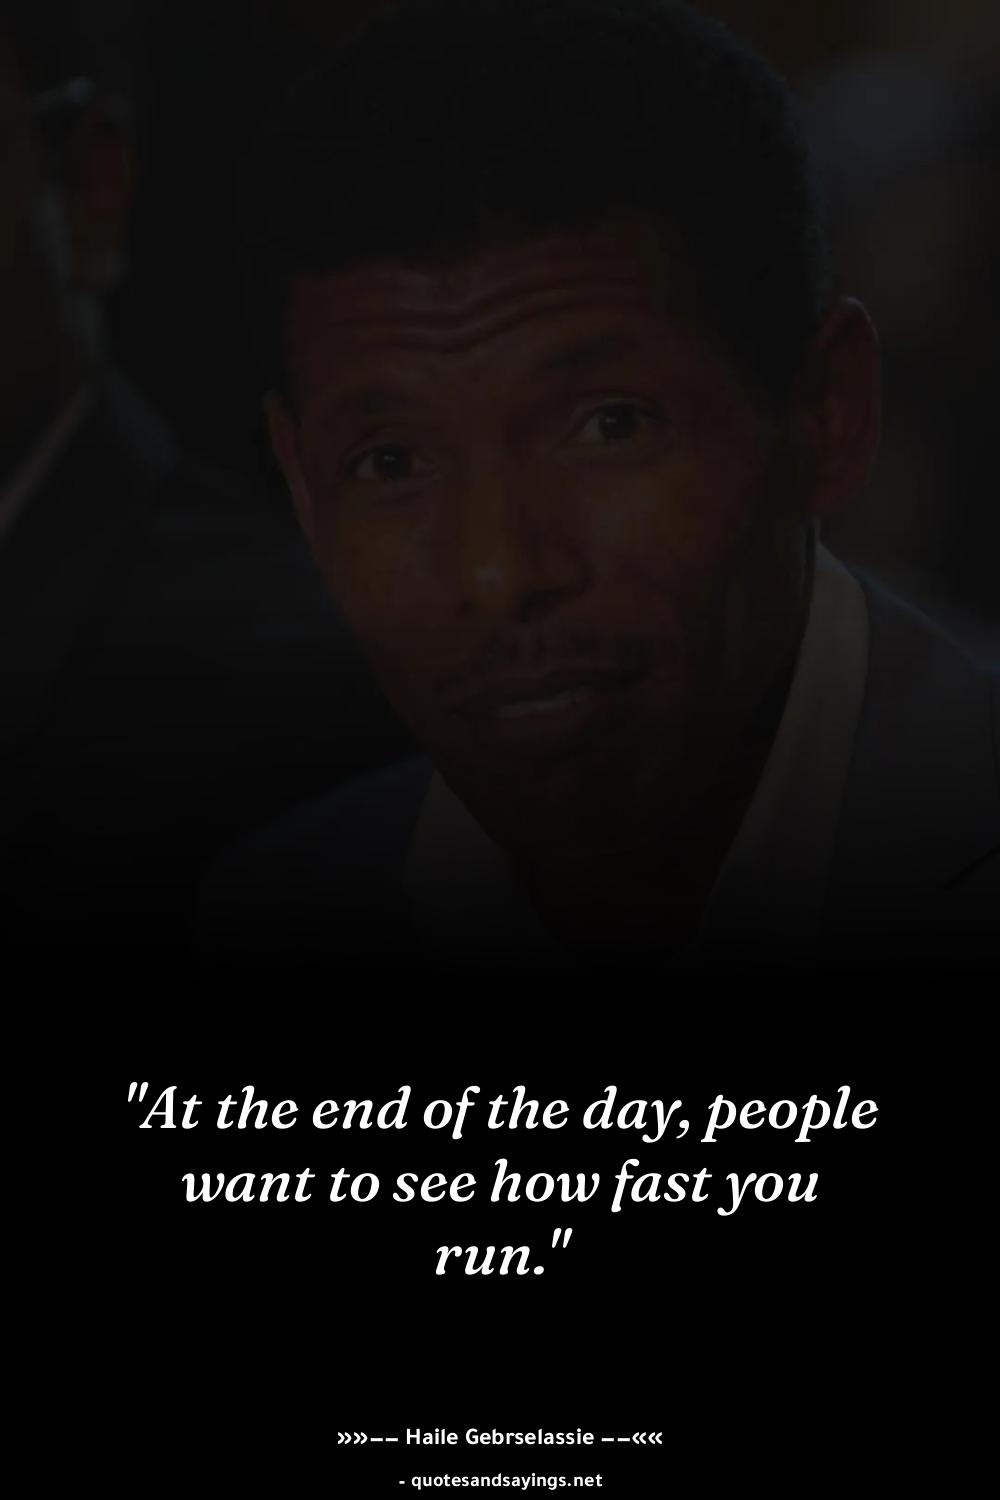 "At the end of the day, people
want to see how fast you
run."
»»−− Haile Gebrselassie −−««
- quotesandsayings.net